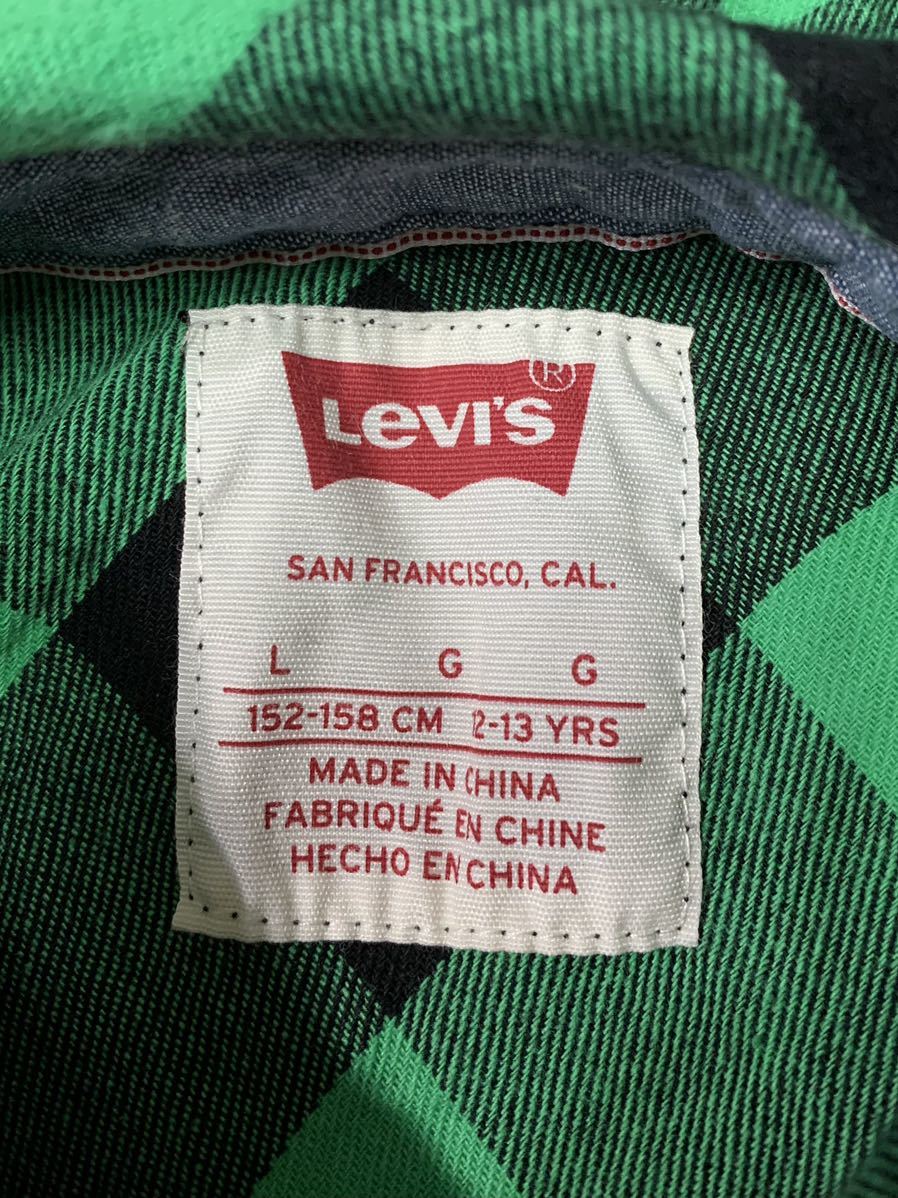 LEVI'S ®
SAN FRANCISCO, CAL.
L G G
152-158 CM 12-13 YRS
MADE IN CHINA
FABRIQUÉ EN CHINE
HECHO EN CHINA